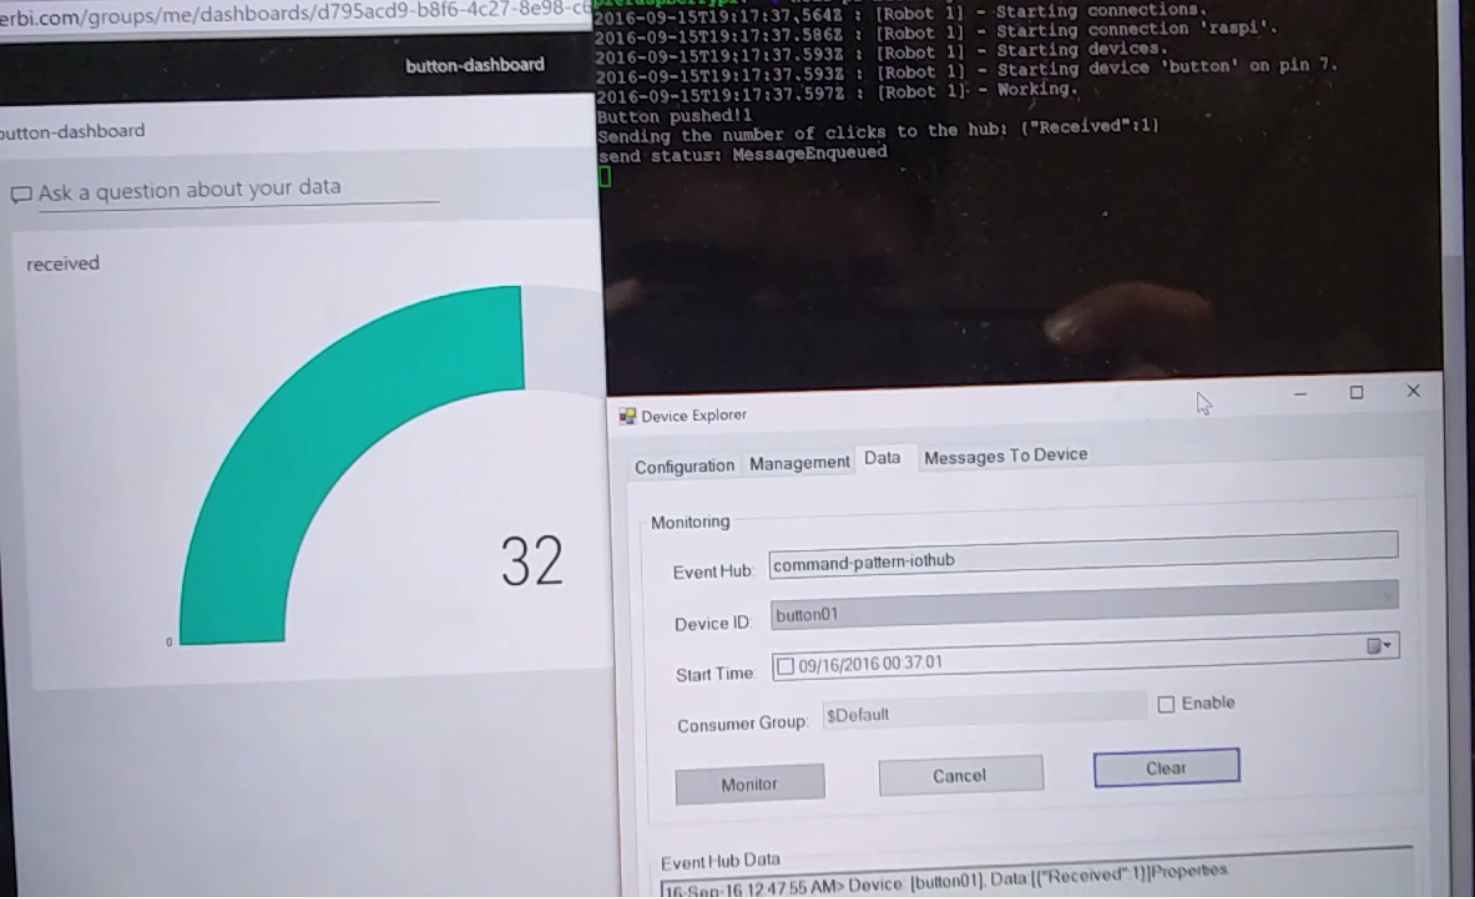 erbi.com/groups/me/dashboards/d795acd9-b8f6-4c27-8e98-c
button-dashboard
button-dashboard
Ask a question about your data
received
32
0
2016-09-15T19:17:37.564Z : [Robot 1] - Starting connections.
2016-09-15T19:17:37.586Z : [Robot 1] - Starting connection 'raspi'.
2016-09-15T19:17:37.593Z : [Robot 1] - Starting devices.
2016-09-15T19:17:37.593Z : [Robot 1] - Starting device 'button' on pin 7.
2016-09-15T19:17:37.597Z : [Robot 1] - Working.
Button pushed!1
Sending the number of clicks to the hub: {"Received":1}
send status: MessageEnqueued
Device Explorer
Configuration Management Data Messages To Device
Monitoring
Event Hub: command-pattern-iothub
Device ID: button01
Start Time: 09/16/2016 00:37:01
Consumer Group: $Default Enable
Monitor Cancel Clear
Event Hub Data
16-Sep-16 12:47:55 AM> Device: [button01], Data:[{"Received":1}]Properties